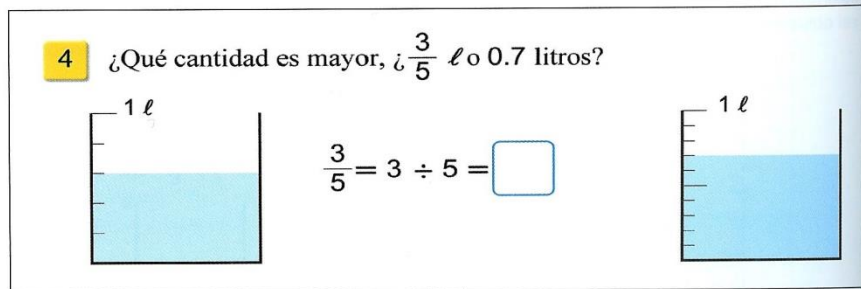 4 ¿Qué cantidad es mayor, ¿3/5 ℓ o 0.7 litros?
1 ℓ
3/5 = 3 ÷ 5 =
1 ℓ